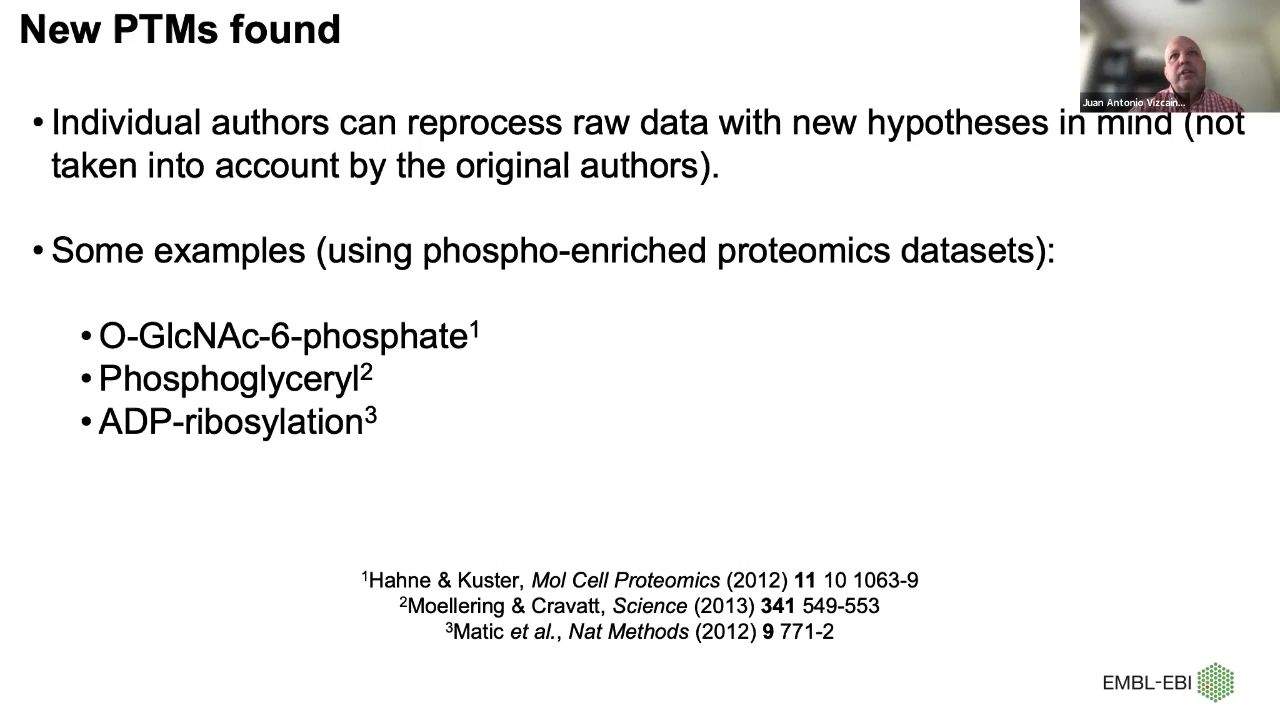 New PTMs found
Juan Antonio Vizcain...
• Individual authors can reprocess raw data with new hypotheses in mind (not
taken into account by the original authors).
• Some examples (using phospho-enriched proteomics datasets):
• O-GlcNAc-6-phosphate¹
• Phosphoglyceryl²
• ADP-ribosylation³
¹Hahne & Kuster, Mol Cell Proteomics (2012) 11 10 1063-9
²Moellering & Cravatt, Science (2013) 341 549-553
³Matic et al., Nat Methods (2012) 9 771-2
EMBL-EBI